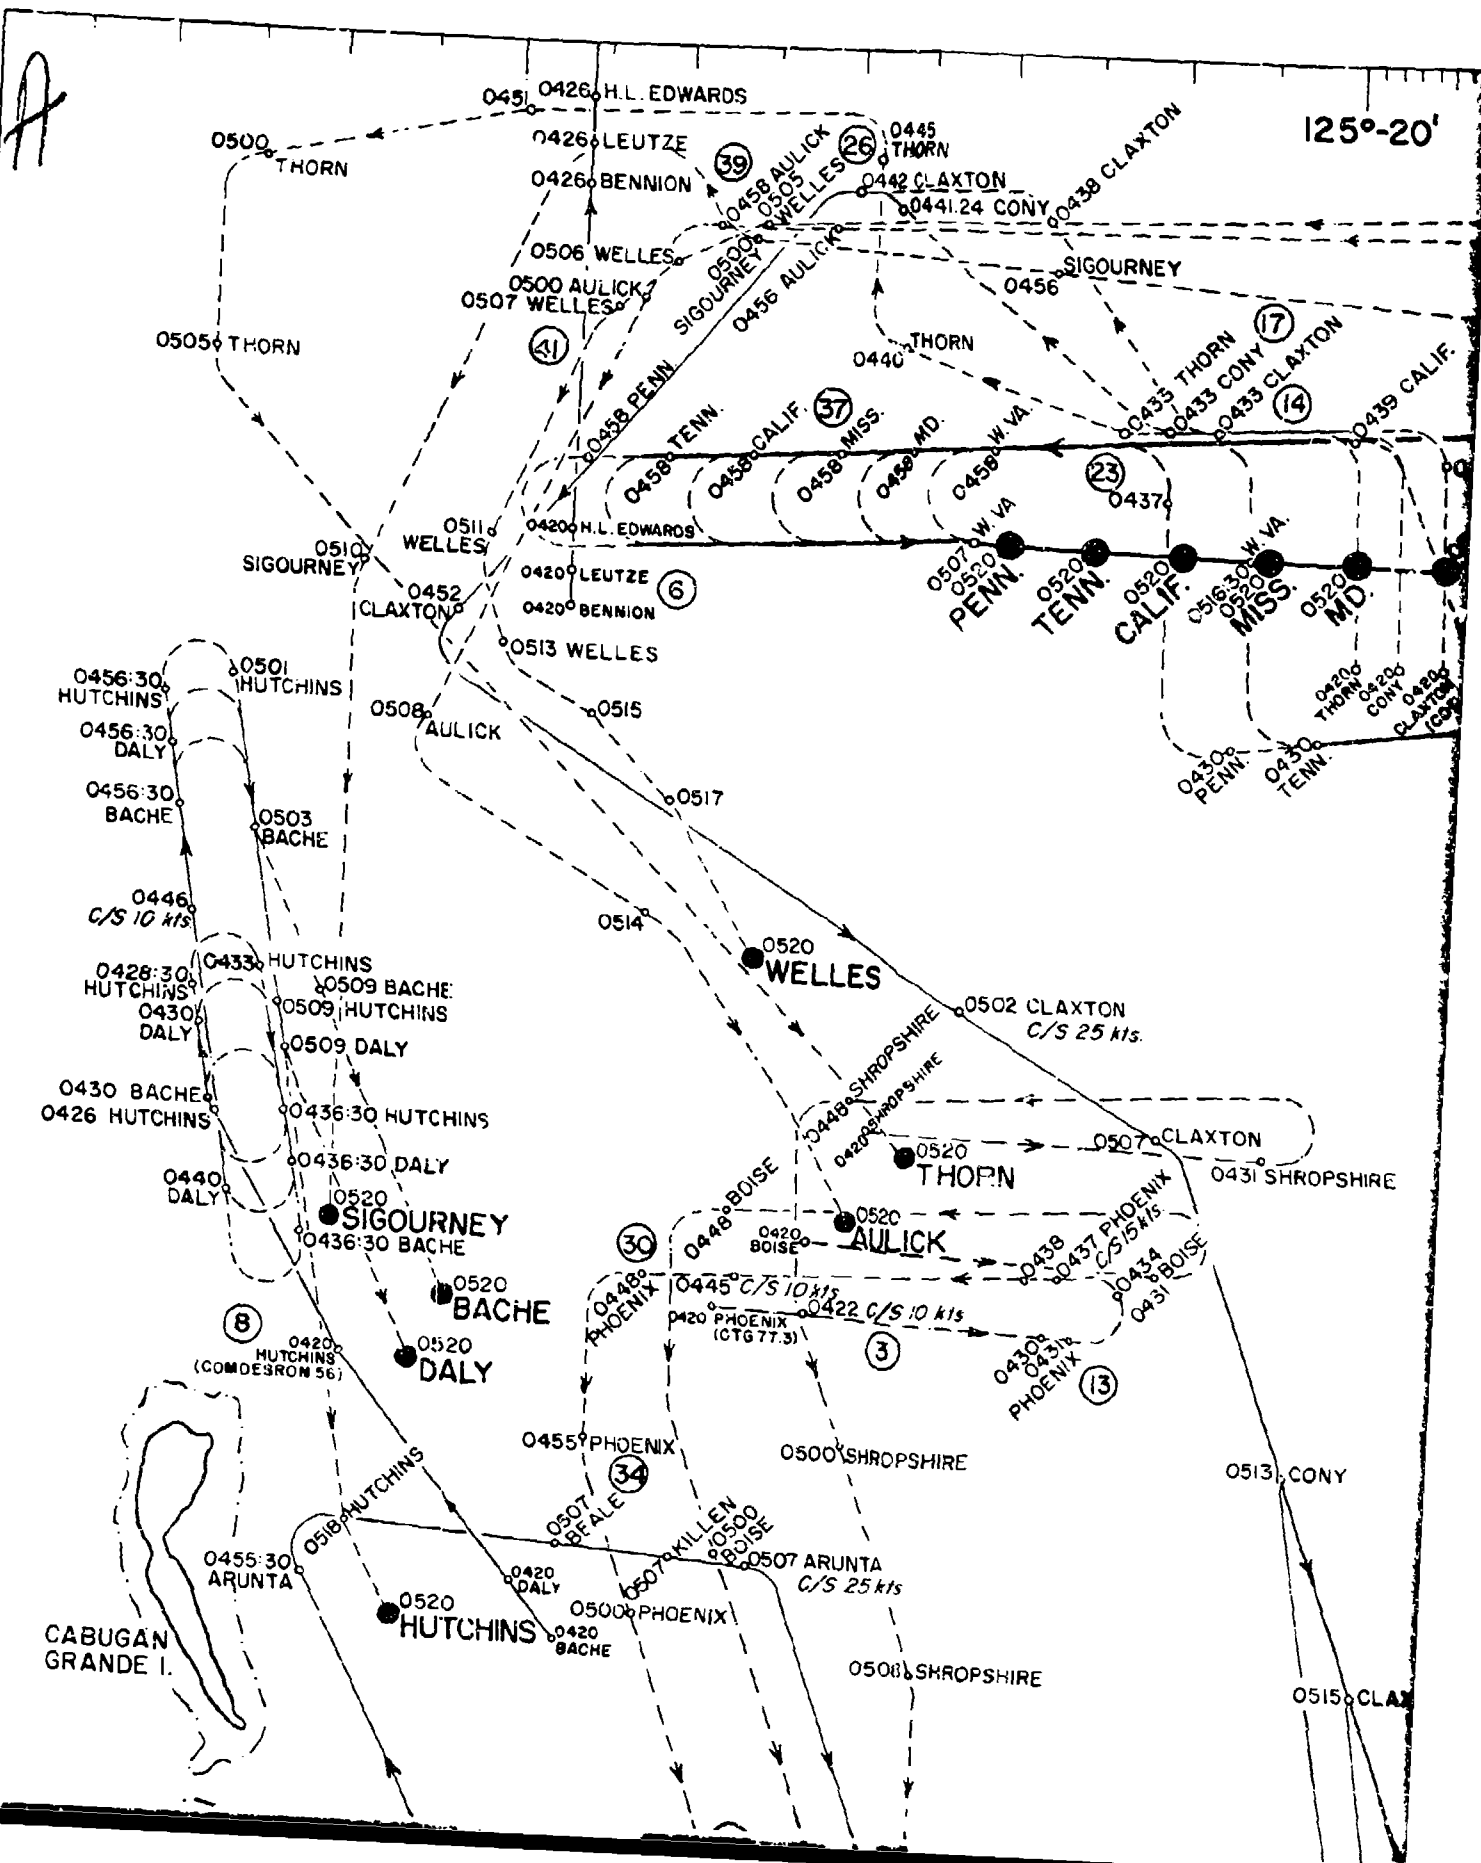 A
0426 H.L. EDWARDS
0451
0426 LEUTZE
0426 BENNION
0500
THORN
39
0458 AULICK
0505
WELLES
26
0445
THORN
0442 CLAXTON
0441.24 CONY
0438 CLAXTON
125°-20'
0506 WELLES
0500 AULICK
0507 WELLES
0500
SIGOURNEY
0456 AULICK
SIGOURNEY
0456
0505 THORN
41
THORN
0440
17
0433 THORN
0433 CONY
0433 CLAXTON
14
0439 CALIF.
0458 PENN.
0458 TENN.
0458 CALIF.
37
0458 MISS.
0458 MD.
0458 W.VA.
23
0437
0511
WELLES
0420 H.L. EDWARDS
0420 LEUTZE
6
0420 BENNION
0507 W.VA
0520
PENN.
0520
TENN.
0520
CALIF.
0516:30 W.VA.
0520
MISS.
0520
MD.
0510
SIGOURNEY
0452
CLAXTON
0513 WELLES
0420
THORN
0420
CONY
0420
CLAXTON
0456:30
HUTCHINS
0501
HUTCHINS
0456:30
DALY
0508
AULICK
0515
0430
PENN.
0430
TENN.
0456:30
BACHE
0503
BACHE
0517
0446
C/S 10 kts
0514
0433 HUTCHINS
0428:30
HUTCHINS
0509 BACHE
0509 HUTCHINS
0520
WELLES
0430
DALY
0509 DALY
0502 CLAXTON
C/S 25 kts.
0430 BACHE
0426 HUTCHINS
0436:30 HUTCHINS
0448 SHROPSHIRE
0420 SHROPSHIRE
0507 CLAXTON
0431 SHROPSHIRE
0436:30 DALY
0440
DALY
0520
THORN
0520
SIGOURNEY
0436:30 BACHE
0448 BOISE
0420
BOISE
0520
AULICK
30
0438
0437 PHOENIX
C/S 15 kts.
0434
0431 BOISE
0448
PHOENIX
0445 C/S 10 kts
0420 PHOENIX
(CTG 77.3)
0422 C/S 10 kts
3
0430
0431
PHOENIX
13
0520
BACHE
8
0420
HUTCHINS
(COMDESRON 56)
0520
DALY
0455 PHOENIX
34
0500 SHROPSHIRE
0513 CONY
0518 HUTCHINS
0507
BEALE
0507 KILLEN
0500
BOISE
0507 ARUNTA
C/S 25 kts
0455:30
ARUNTA
0420
DALY
0520
HUTCHINS
0420
BACHE
0500 PHOENIX
CABUGAN
GRANDE I.
0508 SHROPSHIRE
0515 CLAX